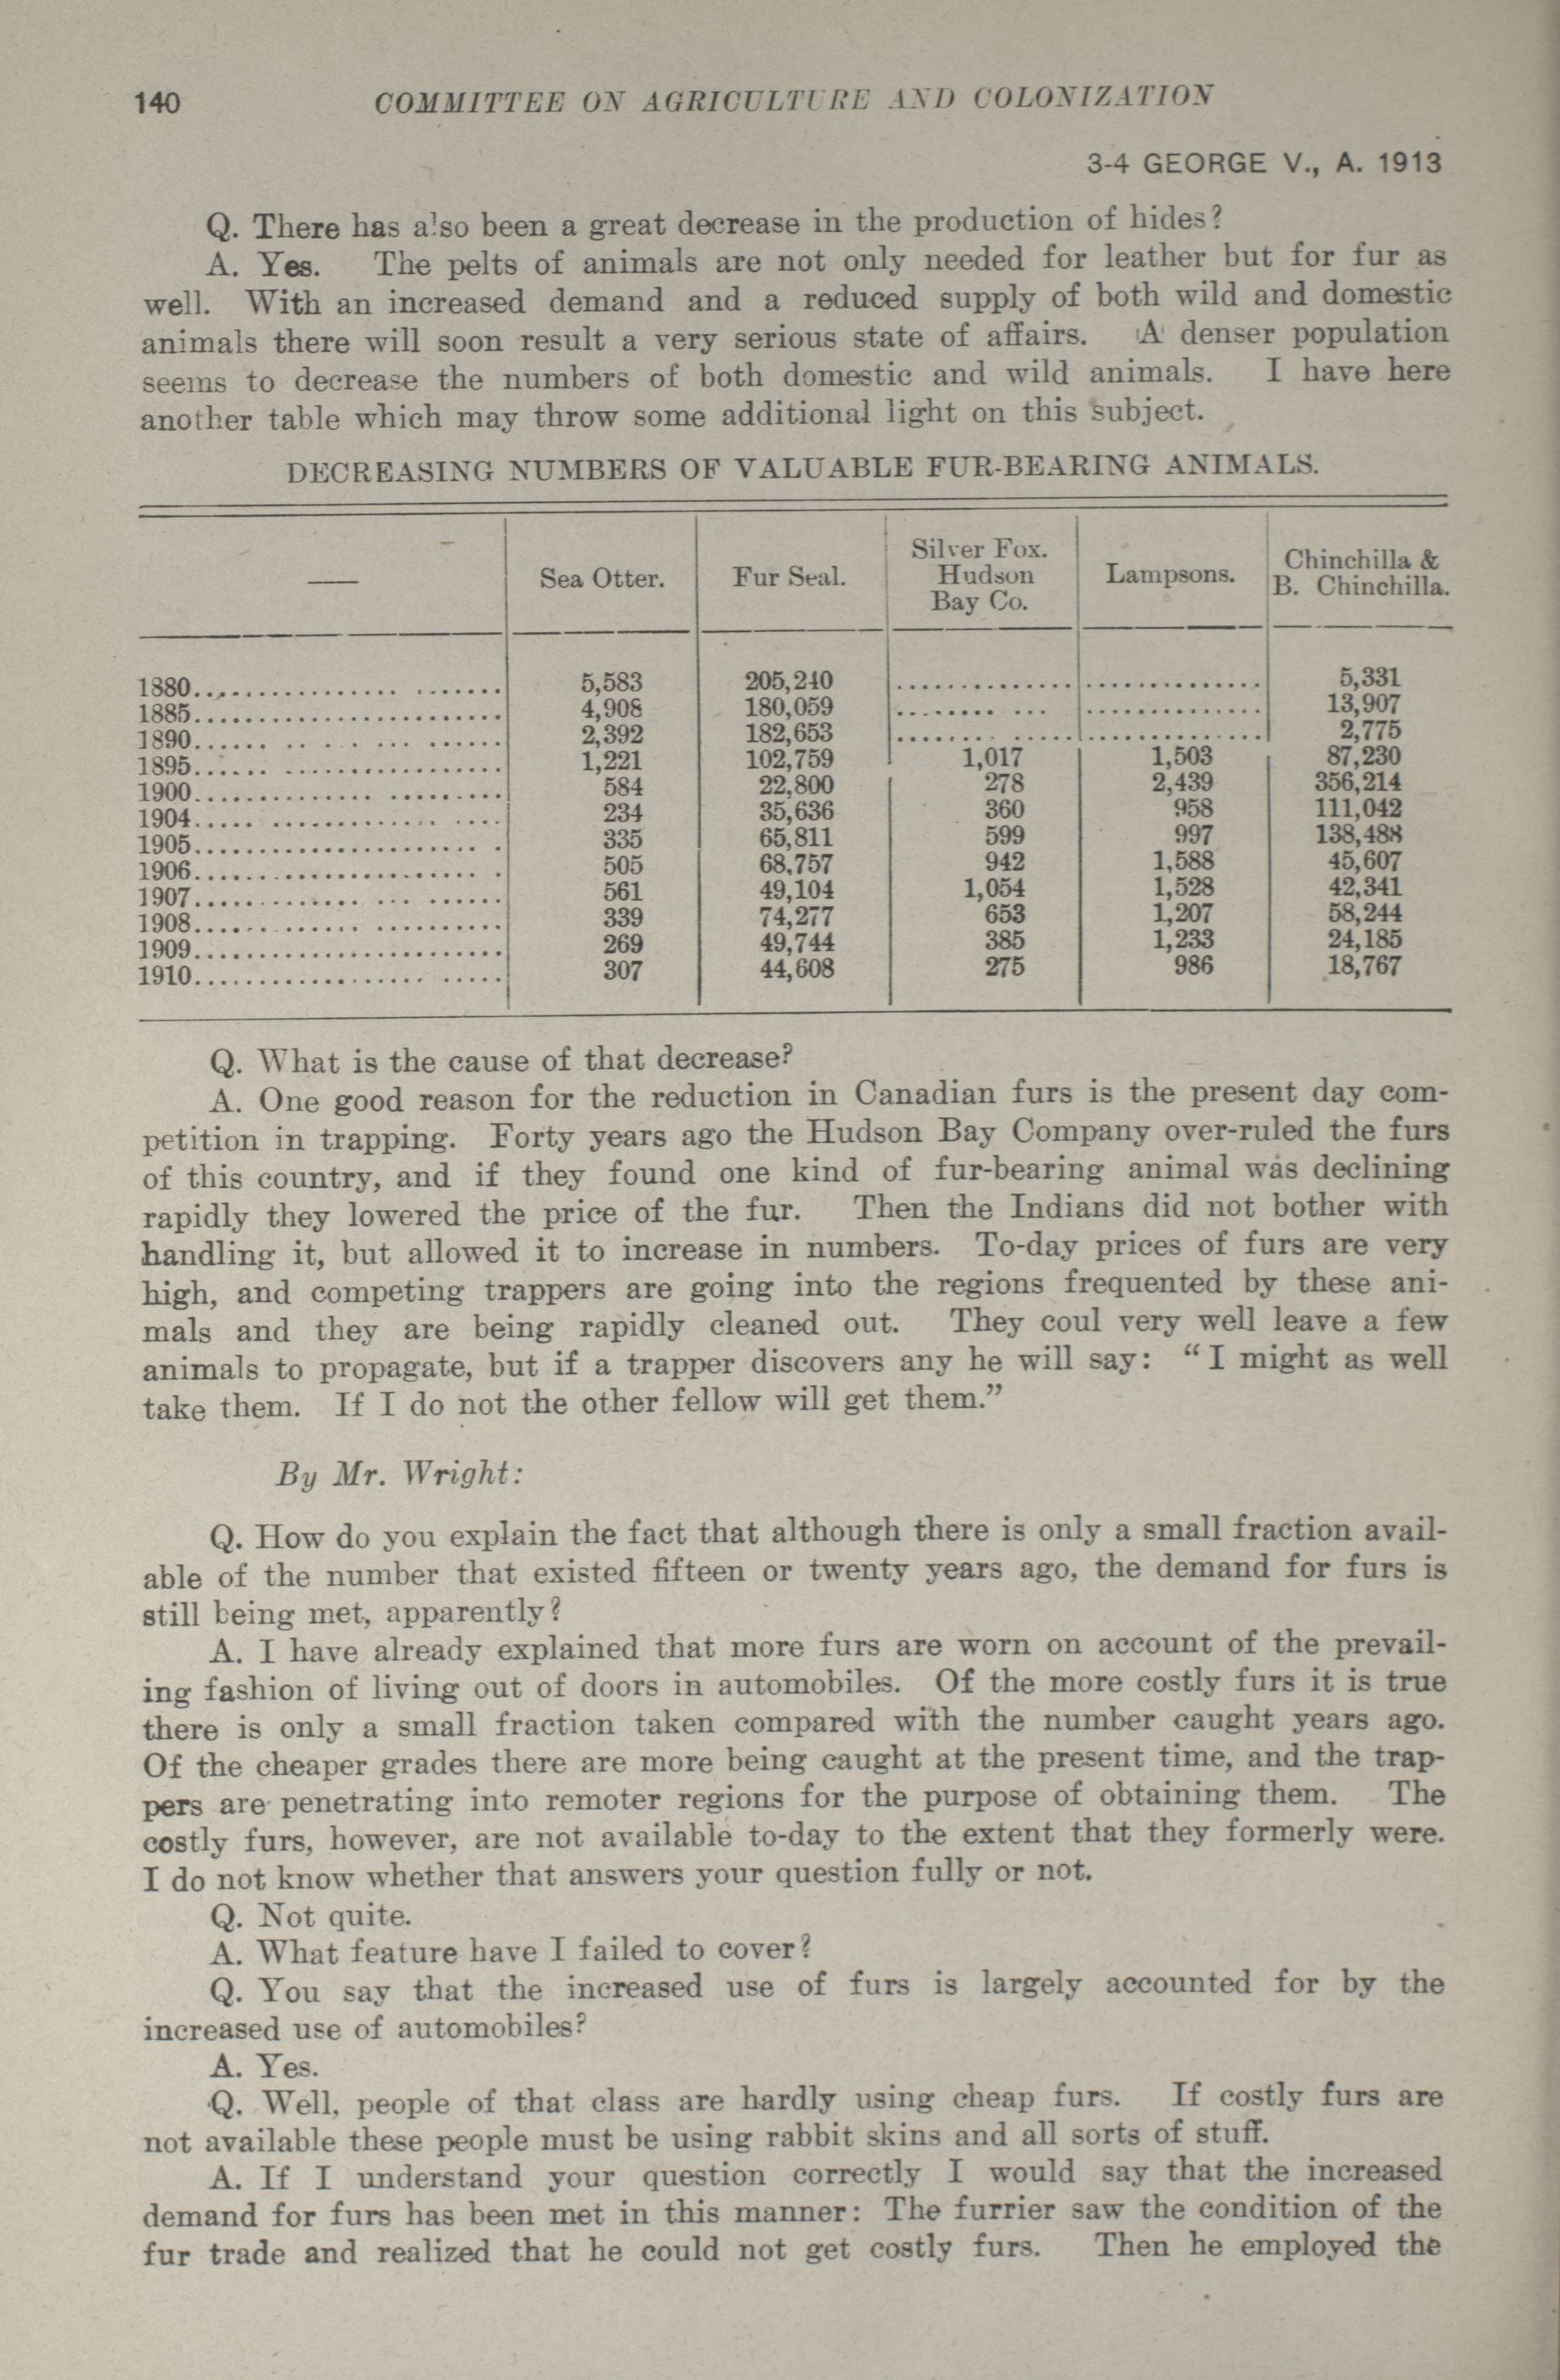 140 COMMITTEE ON AGRICULTURE AND COLONIZATION
3-4 GEORGE V., A. 1913
Q. There has also been a great decrease in the production of hides?
A. Yes. The pelts of animals are not only needed for leather but for fur as
well. With an increased demand and a reduced supply of both wild and domestic
animals there will soon result a very serious state of affairs. A denser population
seems to decrease the numbers of both domestic and wild animals. I have here
another table which may throw some additional light on this subject.
DECREASING NUMBERS OF VALUABLE FUR-BEARING ANIMALS.
— Sea Otter. Fur Seal. Silver Fox. Hudson Bay Co. Lampsons. Chinchilla & B. Chinchilla.
1880........................ 5,583 205,240 .............. .............. 5,331
1885........................ 4,908 180,059 ........ ... .............. 13,907
1890...... .. .. . ... ...... 2,392 182,653 ........ ..... .............. 2,775
1895...... ................. 1,221 102,759 1,017 1,503 87,230
1900.............. ......... 584 22,800 278 2,439 356,214
1904..... ............. .... 234 35,636 360 958 111,042
1905...................... . 335 65,811 599 997 138,488
1906...................... . 505 68,757 942 1,588 45,607
1907............. ... ...... 561 49,104 1,054 1,528 42,341
1908............. .......... 339 74,277 653 1,207 58,244
1909........................ 269 49,744 385 1,233 24,185
1910.................. ..... 307 44,608 275 986 18,767
Q. What is the cause of that decrease?
A. One good reason for the reduction in Canadian furs is the present day com-
petition in trapping. Forty years ago the Hudson Bay Company over-ruled the furs
of this country, and if they found one kind of fur-bearing animal was declining
rapidly they lowered the price of the fur. Then the Indians did not bother with
handling it, but allowed it to increase in numbers. To-day prices of furs are very
high, and competing trappers are going into the regions frequented by these ani-
mals and they are being rapidly cleaned out. They coul very well leave a few
animals to propagate, but if a trapper discovers any he will say: “I might as well
take them. If I do not the other fellow will get them.”
By Mr. Wright:
Q. How do you explain the fact that although there is only a small fraction avail-
able of the number that existed fifteen or twenty years ago, the demand for furs is
still being met, apparently?
A. I have already explained that more furs are worn on account of the prevail-
ing fashion of living out of doors in automobiles. Of the more costly furs it is true
there is only a small fraction taken compared with the number caught years ago.
Of the cheaper grades there are more being caught at the present time, and the trap-
pers are penetrating into remoter regions for the purpose of obtaining them. The
costly furs, however, are not available to-day to the extent that they formerly were.
I do not know whether that answers your question fully or not.
Q. Not quite.
A. What feature have I failed to cover?
Q. You say that the increased use of furs is largely accounted for by the
increased use of automobiles?
A. Yes.
Q. Well, people of that class are hardly using cheap furs. If costly furs are
not available these people must be using rabbit skins and all sorts of stuff.
A. If I understand your question correctly I would say that the increased
demand for furs has been met in this manner: The furrier saw the condition of the
fur trade and realized that he could not get costly furs. Then he employed the